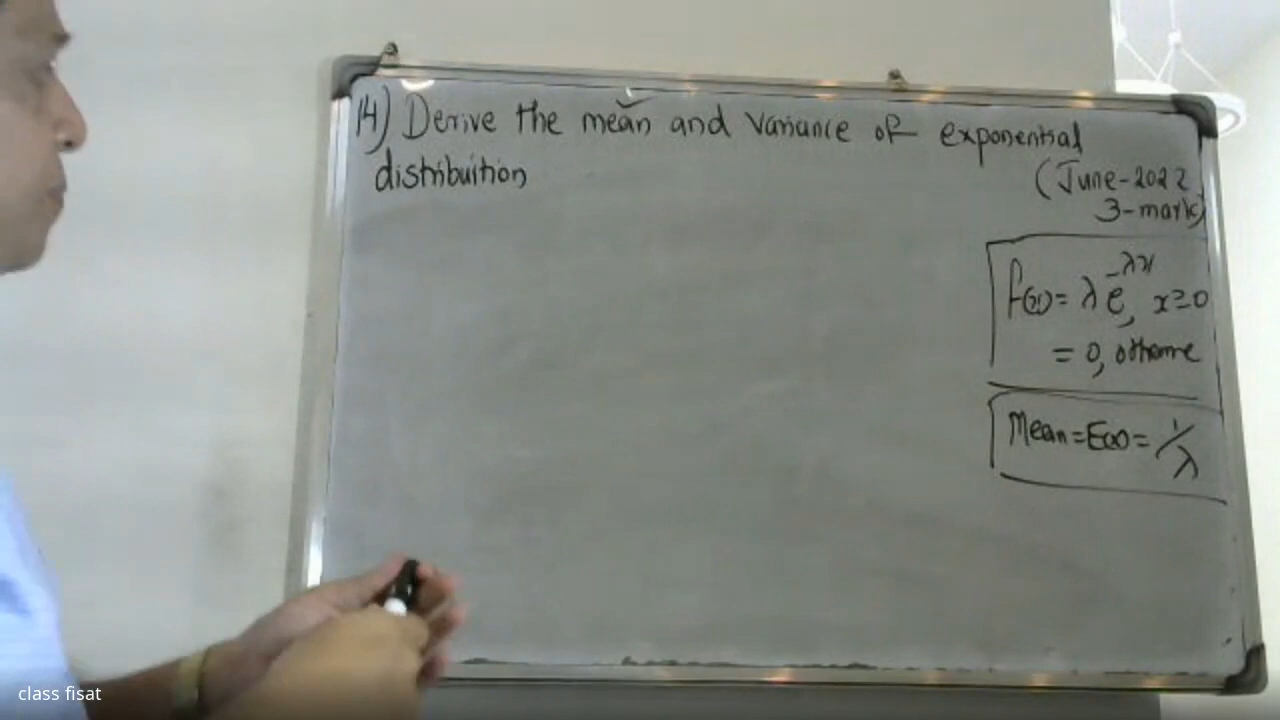 14) Derive the mean and variance of exponential
distribuition
(June-2022
3-mark)
f(x) = λ e^-λx, x≥0
= 0, otherwise
Mean = E(x) = 1/λ
class fisat